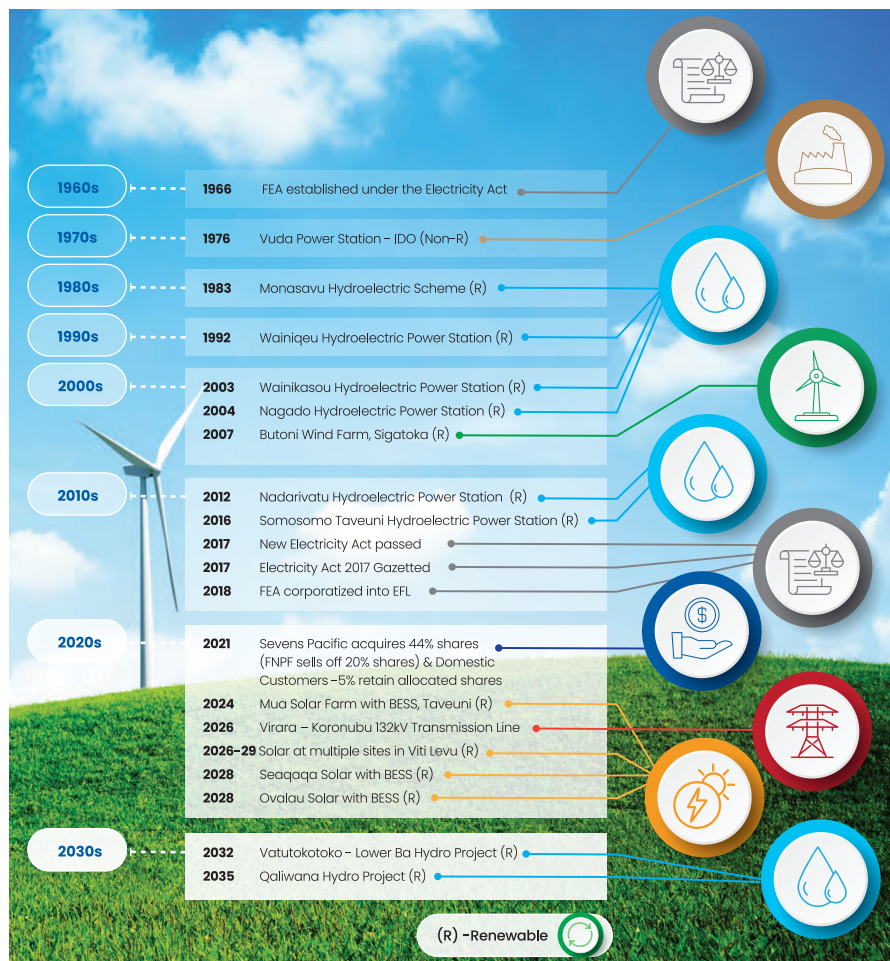 1960s
1966 FEA established under the Electricity Act
1970s
1976 Vuda Power Station - IDO (Non-R)
1980s
1983 Monasavu Hydroelectric Scheme (R)
1990s
1992 Wainiqeu Hydroelectric Power Station (R)
2000s
2003 Wainikasou Hydroelectric Power Station (R)
2004 Nagado Hydroelectric Power Station (R)
2007 Butoni Wind Farm, Sigatoka (R)
2010s
2012 Nadarivatu Hydroelectric Power Station (R)
2016 Somosomo Taveuni Hydroelectric Power Station (R)
2017 New Electricity Act passed
2017 Electricity Act 2017 Gazetted
2018 FEA corporatized into EFL
2020s
2021 Sevens Pacific acquires 44% shares
(FNPF sells off 20% shares) & Domestic
Customers -5% retain allocated shares
2024 Mua Solar Farm with BESS, Taveuni (R)
2026 Virara – Koronubu 132kV Transmission Line
2026-29 Solar at multiple sites in Viti Levu (R)
2028 Seaqaqa Solar with BESS (R)
2028 Ovalau Solar with BESS (R)
2030s
2032 Vatutokotoko - Lower Ba Hydro Project (R)
2035 Qaliwana Hydro Project (R)
(R) -Renewable
$